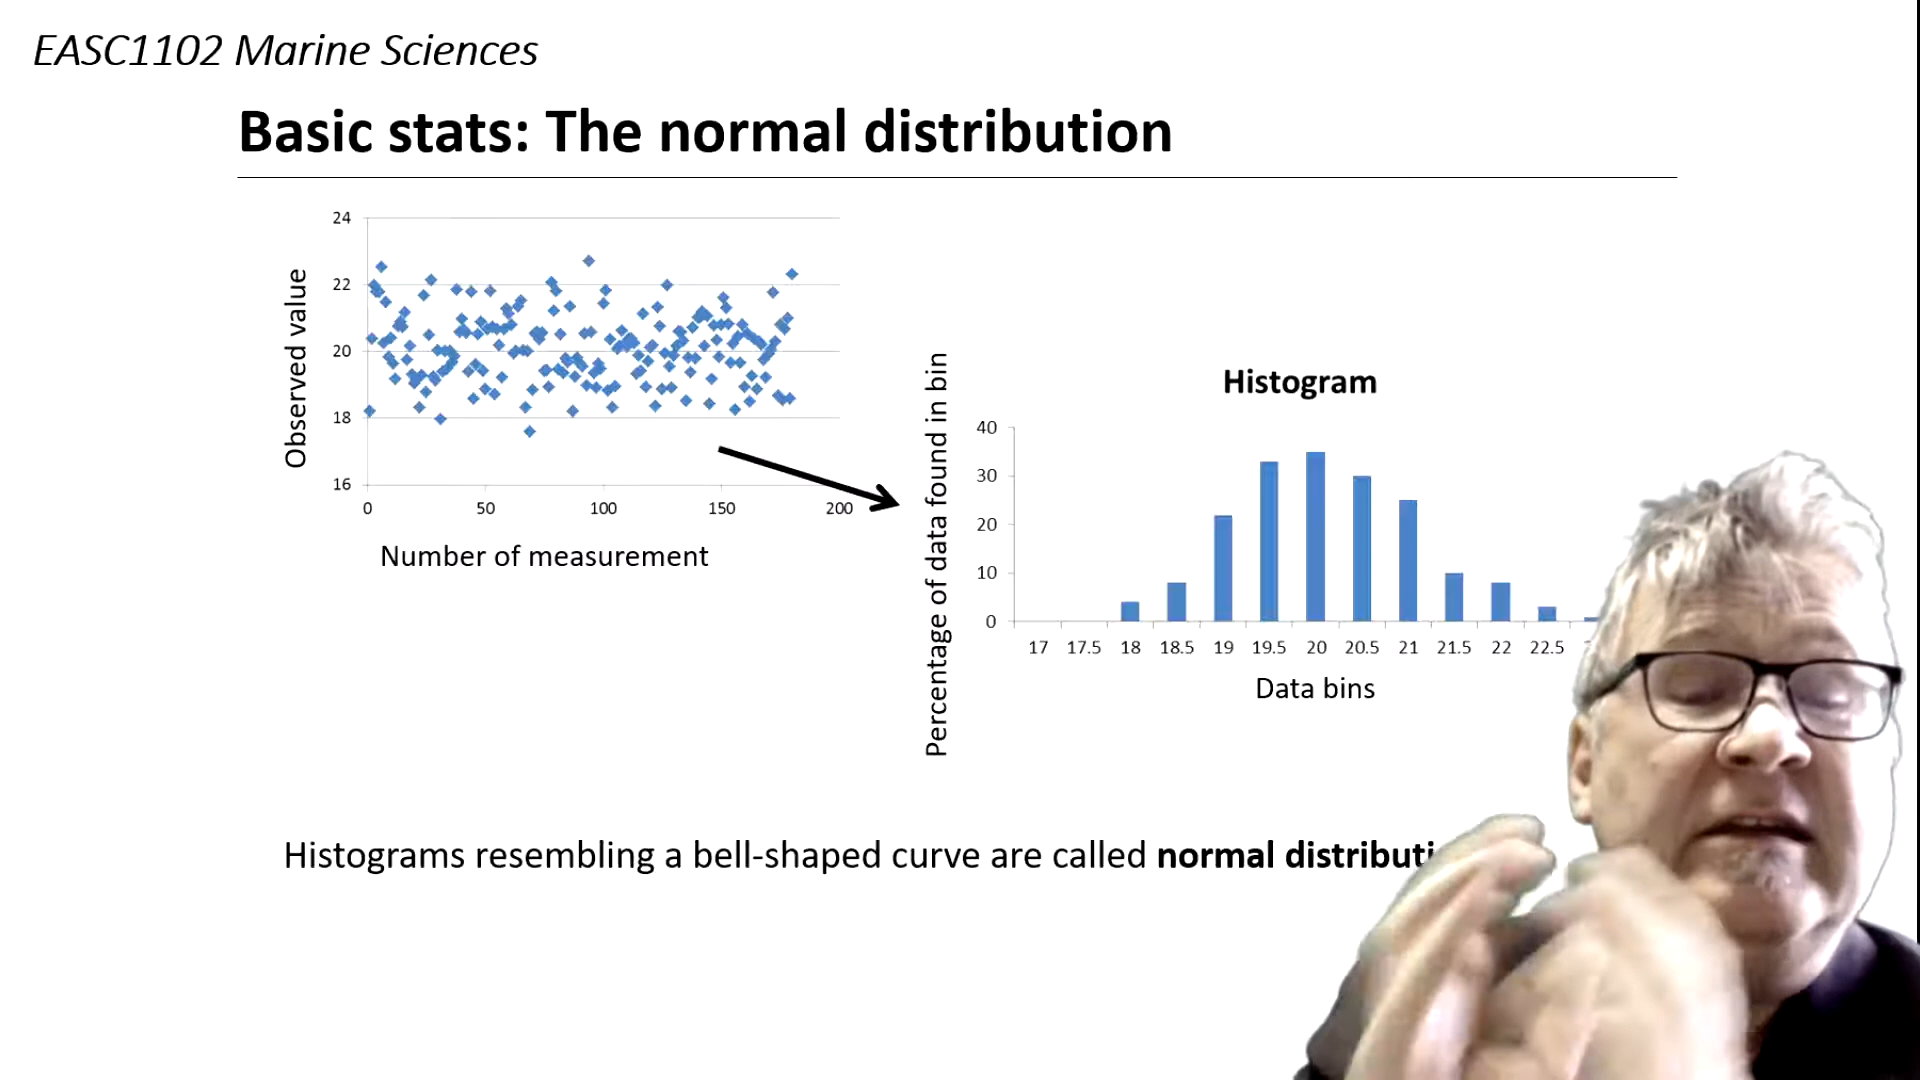 EASC1102 Marine Sciences
Basic stats: The normal distribution
24
22
20
18
16
Observed value
0 50 100 150 200
Number of measurement
Histogram
Percentage of data found in bin
40
30
20
10
0
17 17.5 18 18.5 19 19.5 20 20.5 21 21.5 22 22.5
Data bins
Histograms resembling a bell-shaped curve are called normal distributi